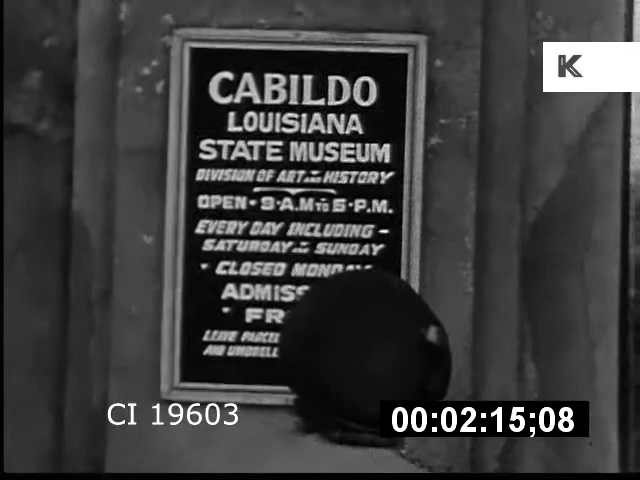 K
CABILDO
LOUISIANA
STATE MUSEUM
DIVISION OF ART AND HISTORY
OPEN - 9-A.M TO 5-P.M.
EVERY DAY INCLUDING -
SATURDAY AND SUNDAY
- CLOSED MONDAY
ADMISS
FR
LEAVE PARCEL
AND UMBRELL
CI 19603
00:02:15;08